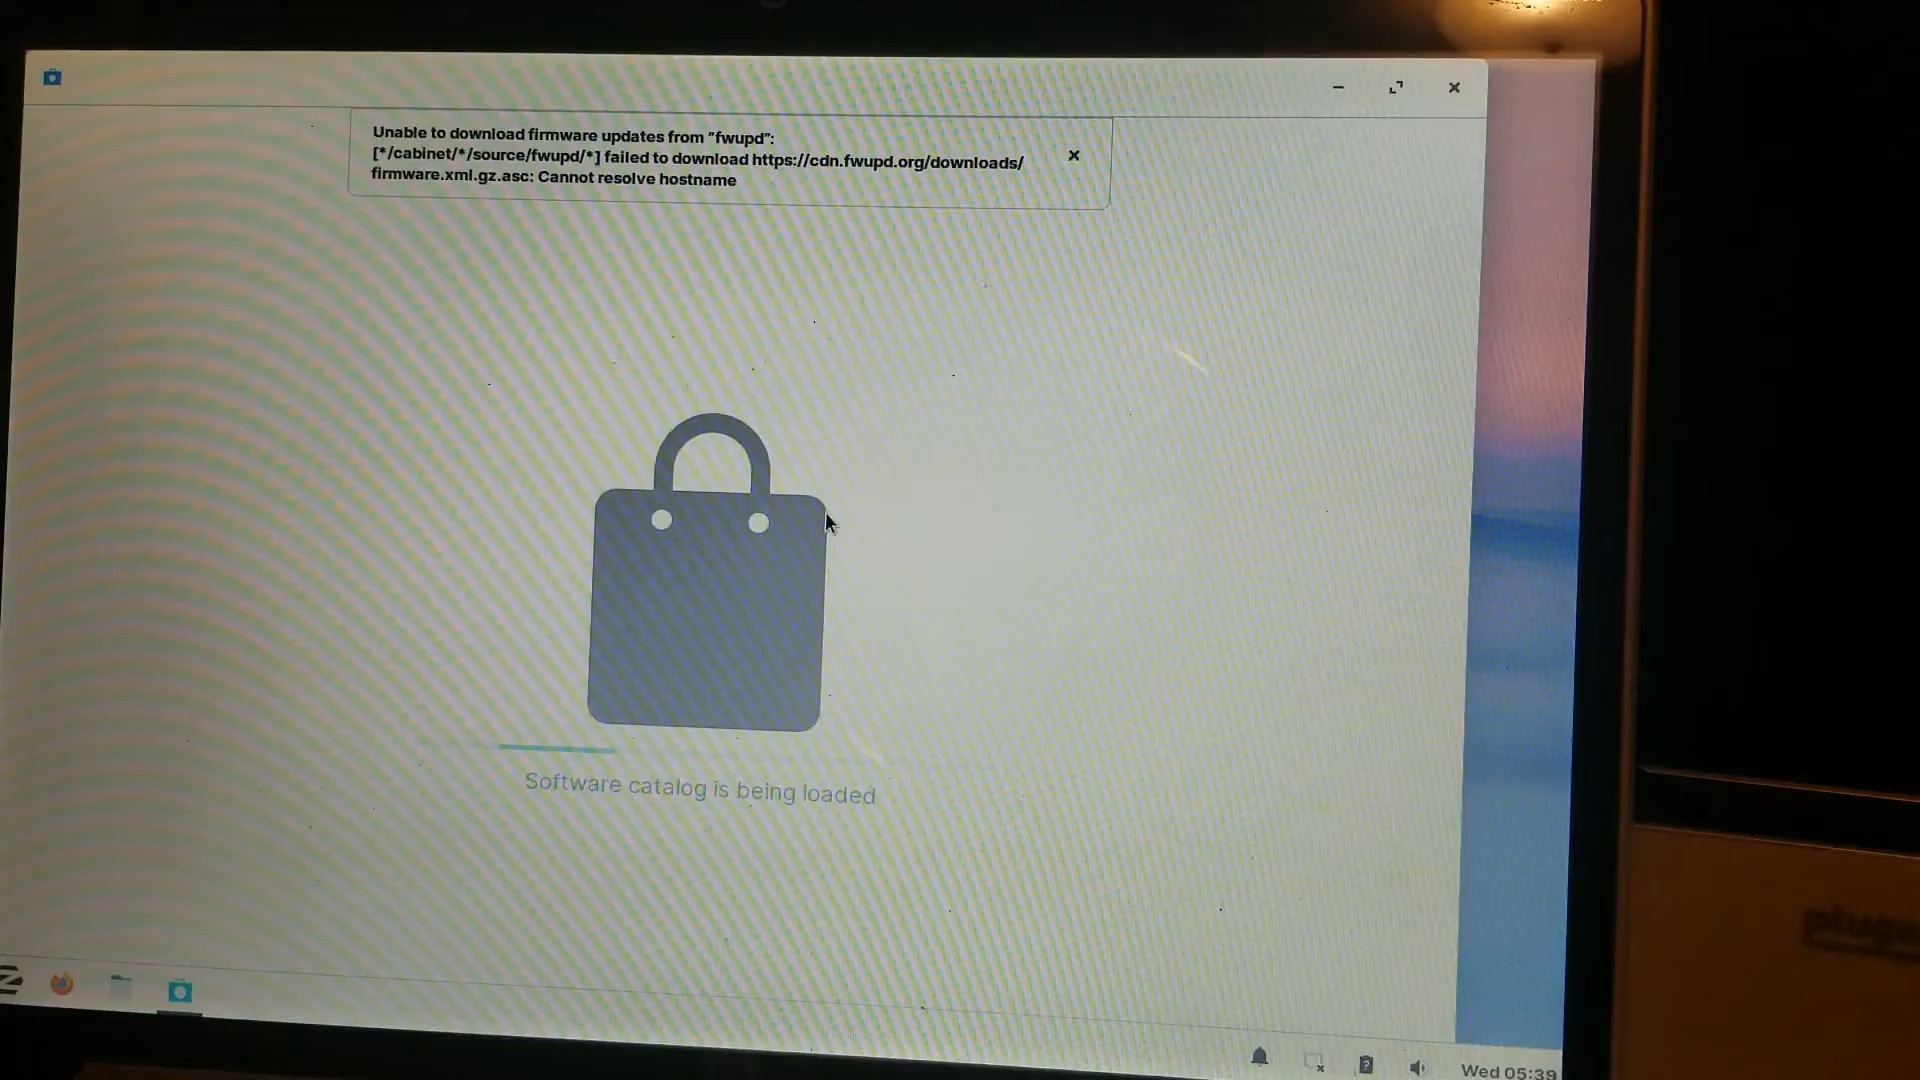 Unable to download firmware updates from "fwupd":
[*/cabinet/*/source/fwupd/*] failed to download https://cdn.fwupd.org/downloads/
firmware.xml.gz.asc: Cannot resolve hostname
Software catalog is being loaded
Wed 05:39